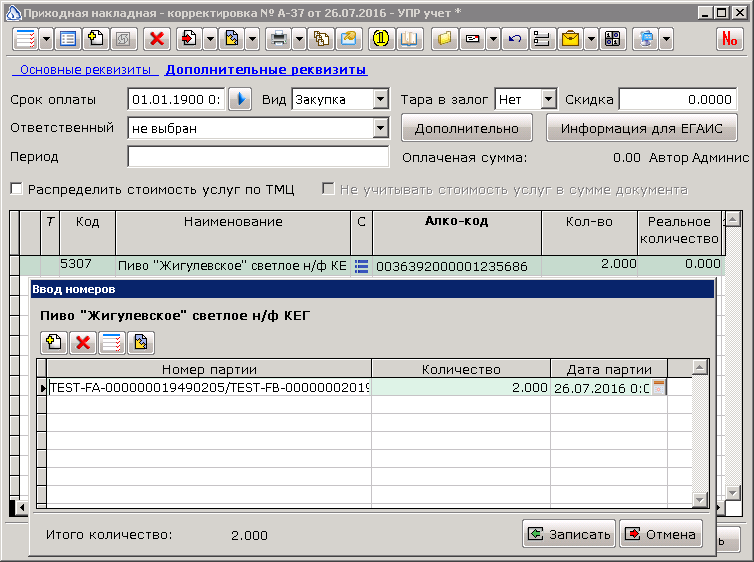 Приходная накладная - корректировка № А-37 от 26.07.2016 - УПР учет *
№
Основные реквизиты Дополнительные реквизиты
Срок оплаты 01.01.1900 0: Вид Закупка Тара в залог Нет Скидка 0.0000
Ответственный не выбран Дополнительно Информация для ЕГАИС
Период Оплаченая сумма: 0.00 Автор Админис
Распределить стоимость услуг по ТМЦ Не учитывать стоимость услуг в сумме документа
Т Код Наименование С Алко-код Кол-во Реальное количество
5307 Пиво "Жигулевское" светлое н/ф КЕ 0036392000001235686 2.000 0.000
Ввод номеров
Пиво "Жигулевское" светлое н/ф КЕГ
Номер партии Количество Дата партии
TEST-FA-000000019490205/TEST-FB-00000002019 2.000 26.07.2016 0:0
Итого количество: 2.000 Записать Отмена
ь